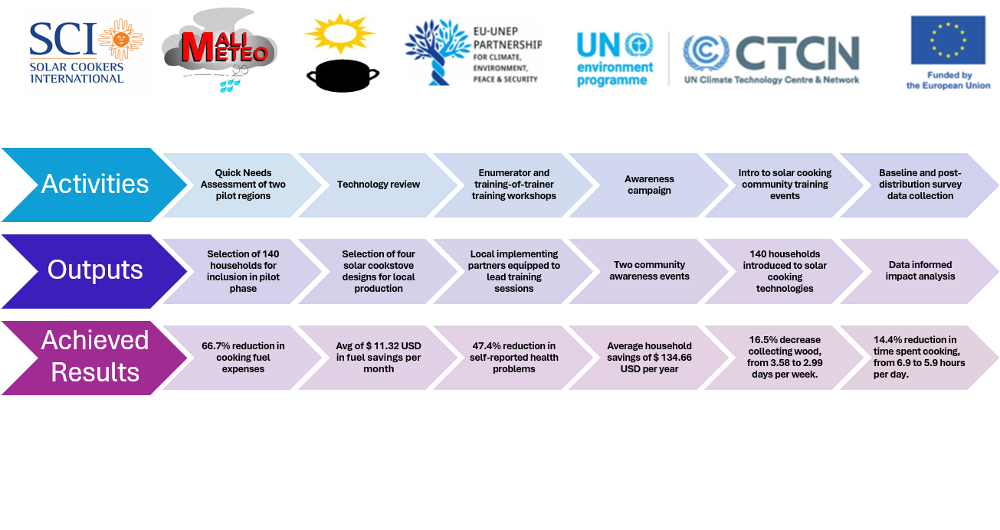 SCI
SOLAR COOKERS
INTERNATIONAL
MALI
METEO
EU-UNEP
PARTNERSHIP
FOR CLIMATE,
ENVIRONMENT,
PEACE & SECURITY
UN
environment
programme
CTCN
UN Climate Technology Centre & Network
Funded by
the European Union
Activities
Quick Needs
Assessment of two
pilot regions
Technology review
Enumerator and
training-of-trainer
training workshops
Awareness
campaign
Intro to solar cooking
community training
events
Baseline and post-
distribution survey
data collection
Outputs
Selection of 140
households for
inclusion in pilot
phase
Selection of four
solar cookstove
designs for local
production
Local implementing
partners equipped to
lead training
sessions
Two community
awareness events
140 households
introduced to solar
cooking
technologies
Data informed
impact analysis
Achieved
Results
66.7% reduction in
cooking fuel
expenses
Avg of $ 11.32 USD
in fuel savings per
month
47.4% reduction in
self-reported health
problems
Average household
savings of $ 134.66
USD per year
16.5% decrease
collecting wood,
from 3.58 to 2.99
days per week.
14.4% reduction in
time spent cooking,
from 6.9 to 5.9 hours
per day.